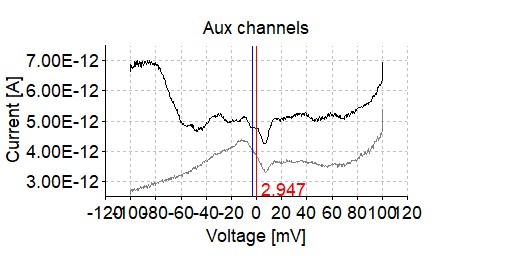 Aux channels
7.00E-12
6.00E-12
5.00E-12
4.00E-12
3.00E-12
Current [A]
2.947
-120 -100 -80 -60 -40 -20 0 20 40 60 80 100 120
Voltage [mV]